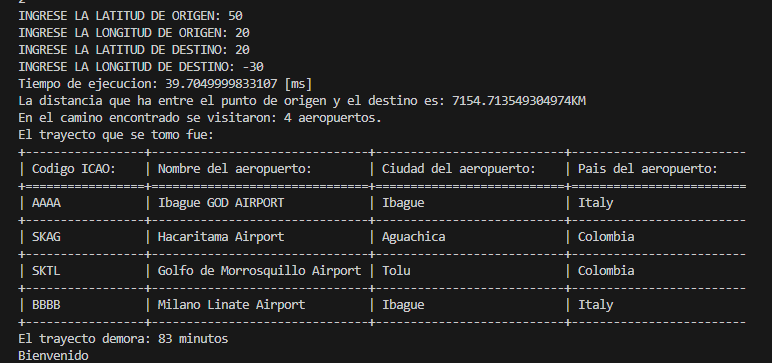 INGRESE LA LATITUD DE ORIGEN: 50
INGRESE LA LONGITUD DE ORIGEN: 20
INGRESE LA LATITUD DE DESTINO: 20
INGRESE LA LONGITUD DE DESTINO: -30
Tiempo de ejecucion: 39.7049999833107 [ms]
La distancia que ha entre el punto de origen y el destino es: 7154.713549304974KM
En el camino encontrado se visitaron: 4 aeropuertos.
El trayecto que se tomo fue:
| Codigo ICAO: | Nombre del aeropuerto: | Ciudad del aeropuerto: | Pais del aeropuerto:
| AAAA | Ibague GOD AIRPORT | Ibague | Italy
| SKAG | Hacaritama Airport | Aguachica | Colombia
| SKTL | Golfo de Morrosquillo Airport | Tolu | Colombia
| BBBB | Milano Linate Airport | Ibague | Italy
El trayecto demora: 83 minutos
Bienvenido